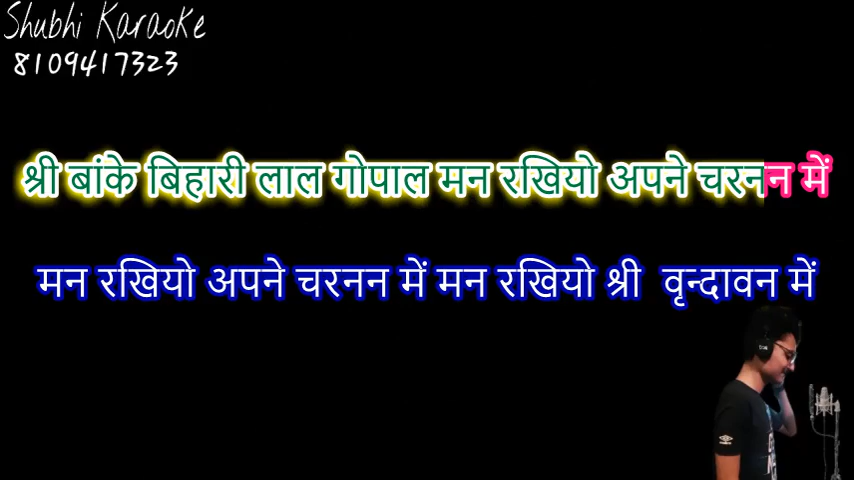 Shubhi Karaoke
8109417323
श्री बांके बिहारी लाल गोपाल मन रखियो अपने चरनन में
मन रखियो अपने चरनन में मन रखियो श्री वृन्दावन में